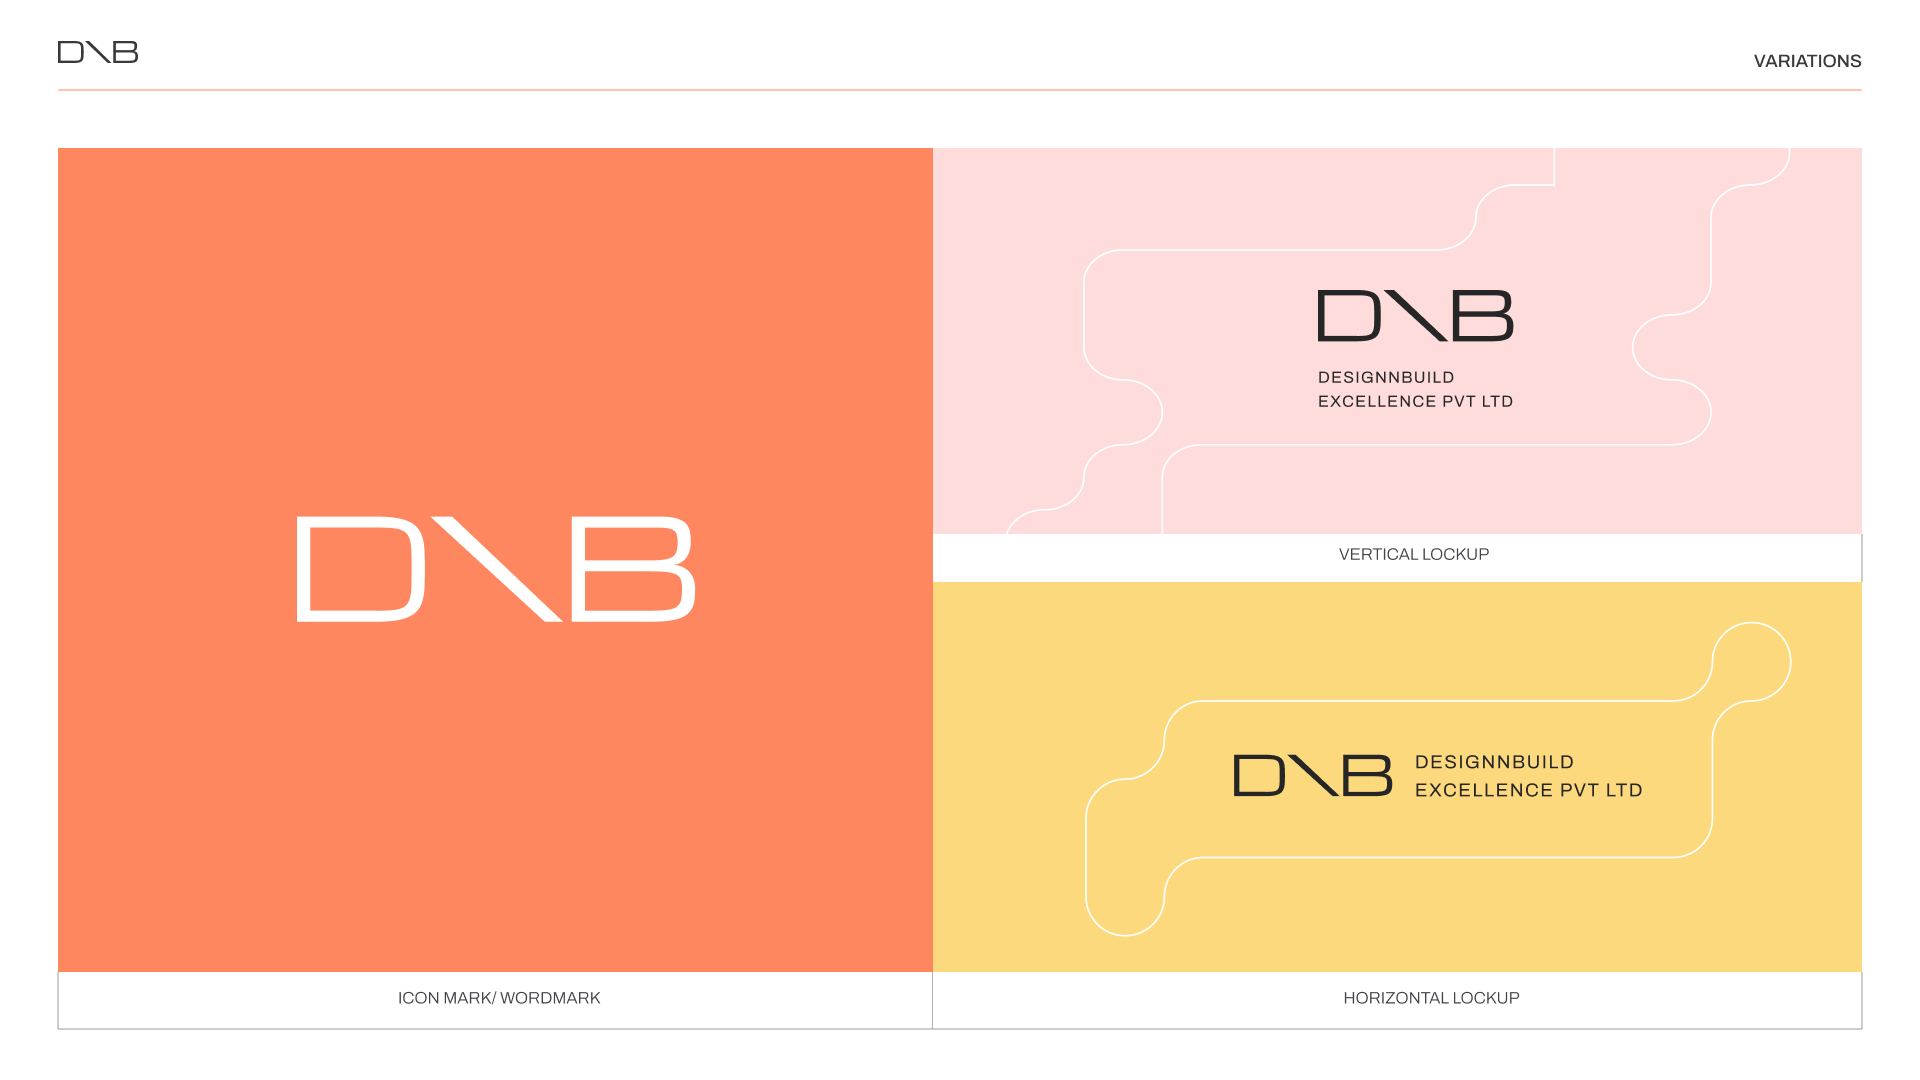 D\B
VARIATIONS
D\B
ICON MARK/ WORDMARK
D\B
DESIGNNBUILD
EXCELLENCE PVT LTD
VERTICAL LOCKUP
D\B
DESIGNNBUILD
EXCELLENCE PVT LTD
HORIZONTAL LOCKUP